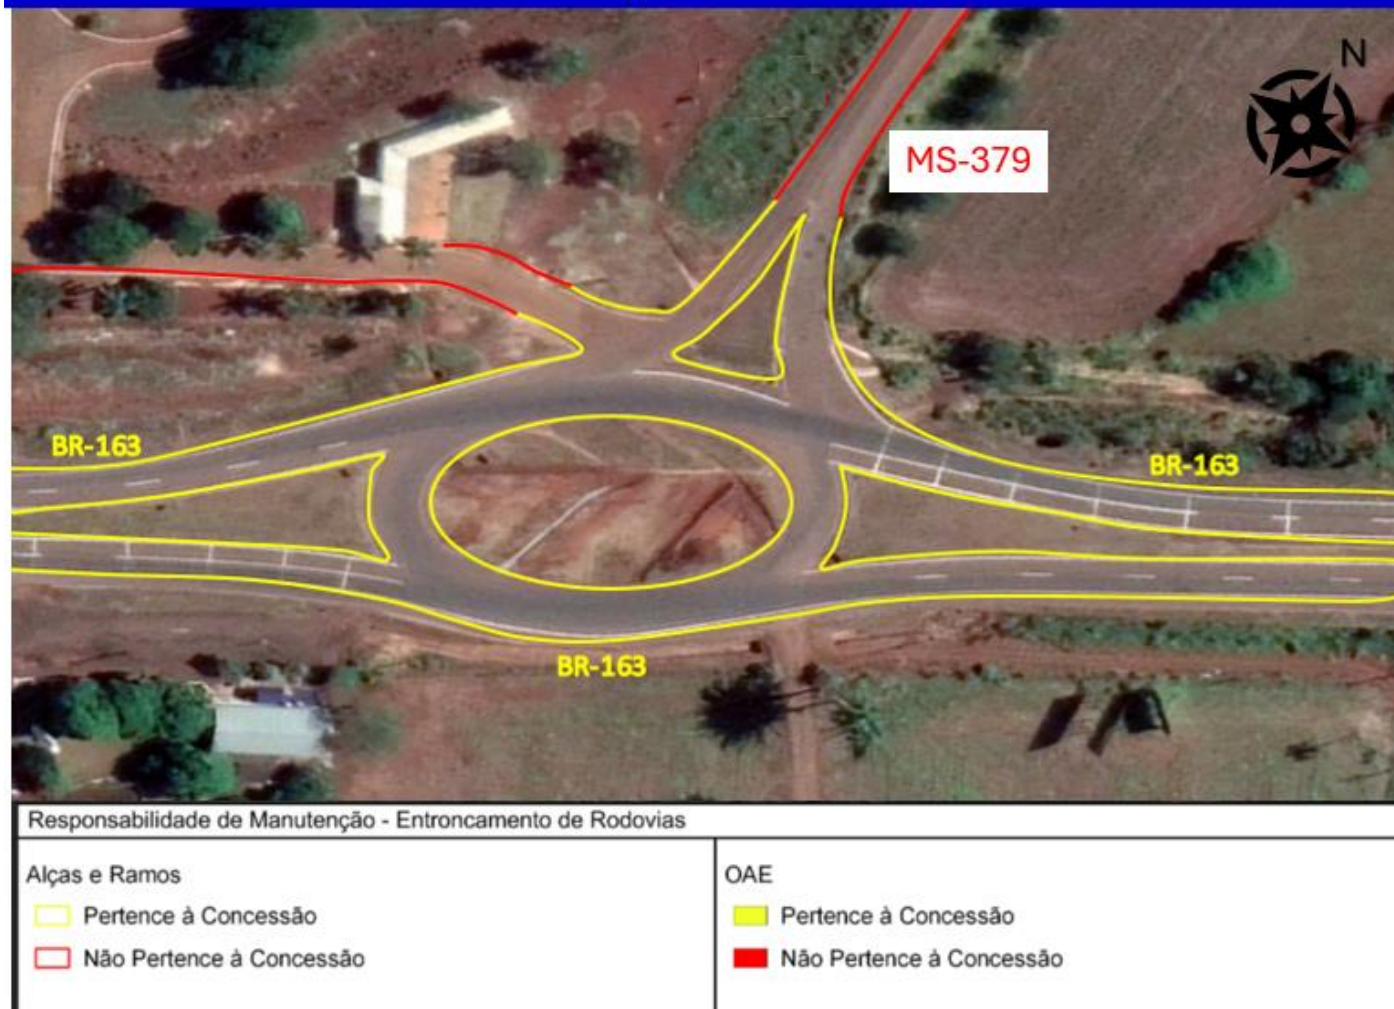 N
MS-379
BR-163
BR-163
BR-163
Responsabilidade de Manutenção - Entroncamento de Rodovias
Alças e Ramos
Pertence à Concessão
Não Pertence à Concessão
OAE
Pertence à Concessão
Não Pertence à Concessão